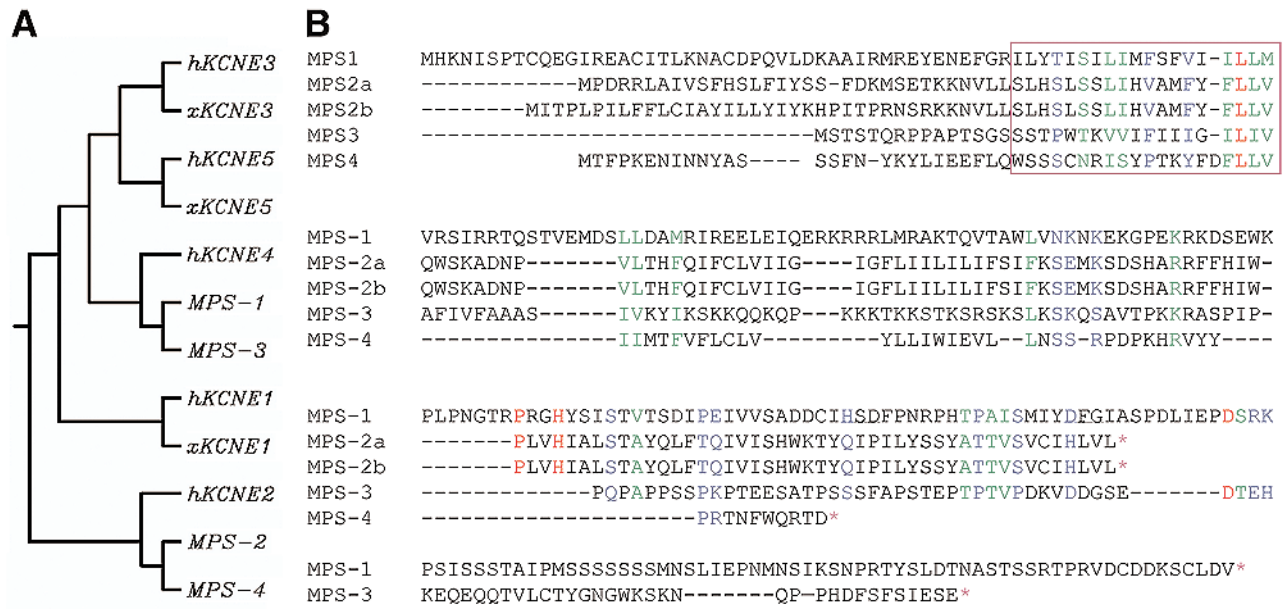 A
hKCNE3
xKCNE3
hKCNE5
xKCNE5
hKCNE4
MPS-1
MPS-3
hKCNE1
xKCNE1
hKCNE2
MPS-2
MPS-4
B
MPS1 MHKNISPTCQEGIREACITLKNACDPQVLDKAAIRMREYENEFGRILYTISILIMFSFVI-ILLM
MPS2a ------------MPDRRLAIVSFHSLFIYSS-FDKMSETKKNVLLSLHSLSSLIHVAMFY-FLLV
MPS2b --------MITPLPILFFLCIAYILLYIYKHPITPRNSRKKNVLLSLHSLSSLIHVAMFY-FLLV
MPS3 ------------------------------MSTSTQRPPAPTSGSSSTPWTKVVIFIIIG-ILIV
MPS4 MTFPKENINNYAS---- SSFN-YKYLIEEFLQWSSSCNRISYPTKYFDFLLV
MPS-1 VRSIRRTQSTVEMDSLLDAMRIREELEIQERKRRRLMRAKTQVTAWLVNKNKEKGPEKRKDSEWK
MPS-2a QWSKADNP-------VLTHFQIFCLVIIG----IGFLIILILIFSIFKSEMKSDSHARRFFHIW-
MPS-2b QWSKADNP-------VLTHFQIFCLVIIG----IGFLIILILIFSIFKSEMKSDSHARRFFHIW-
MPS-3 AFIVFAAAS------IVKYIKSKKQQKQP----KKKTKKTSKSRSKSLKSKQSAVTPKKRASPIP-
MPS-4 ---------------IIMTFVFLCLV---------YLLIWIEVL--LNSS-RPDPKHRVYY----
MPS-1 PLPNGTRPRGHYSISTVTSDIPEIVVSADDCIHSDFPNRPHTPAISMIYDFGIASPDLIEPDSRK
MPS-2a -------PLVHIALSTAYQLFTQIVISHWKTYQIPILYSSYATTVSVCIHLVL*
MPS-2b -------PLVHIALSTAYQLFTQIVISHWKTYQIPILYSSYATTVSVCIHLVL*
MPS-3 -------------PQPAPPSSPKPTEESATPSSSSFAPSTEPTPTVPDKVDDGSE-------DTEH
MPS-4 ---------------------PRTNFWQRTD*
MPS-1 PSISSSTAIPMSSSSSSSMNSLIEPNMNSIKSNPRTYSLDTNASTSSRTPRVDCDDKSCLDV*
MPS-3 KEQEQQTVLCTYGNGWKSKN-------QP-PHDFSFSIESE*